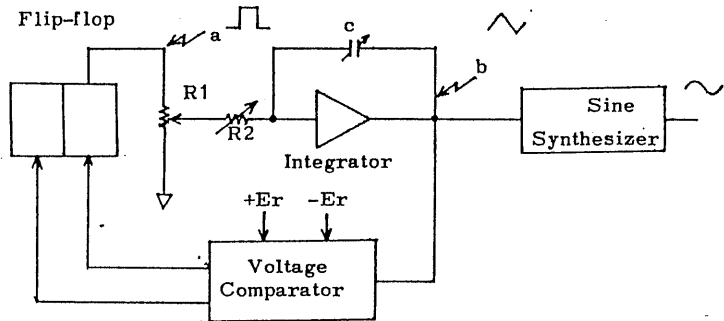 Flip-flop
a
c
b
R1
R2
Integrator
Sine
Synthesizer
+Er
-Er
Voltage
Comparator